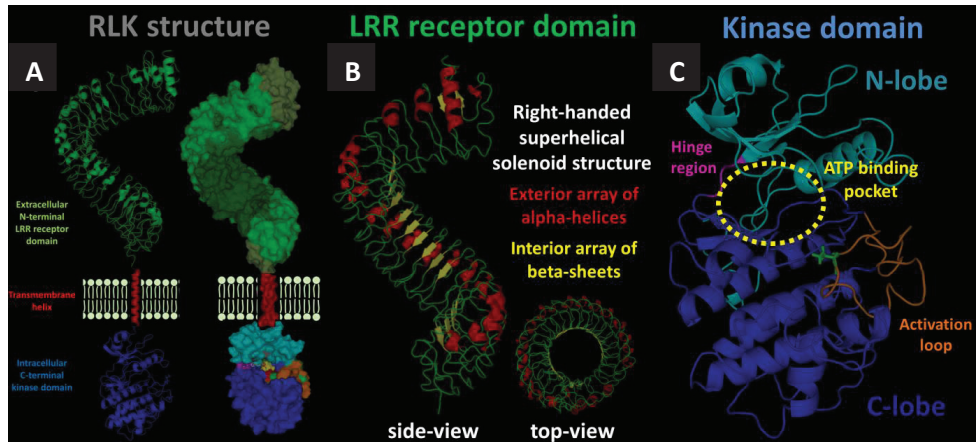 RLK structure
A
Extracellular
N-terminal
LRR receptor
domain
Transmembrane
helix
Intracellular
C-terminal
kinase domain
LRR receptor domain
B
Right-handed
superhelical
solenoid structure
Exterior array of
alpha-helices
Interior array of
beta-sheets
side-view
top-view
Kinase domain
C
N-lobe
Hinge
region
ATP binding
pocket
Activation
loop
C-lobe